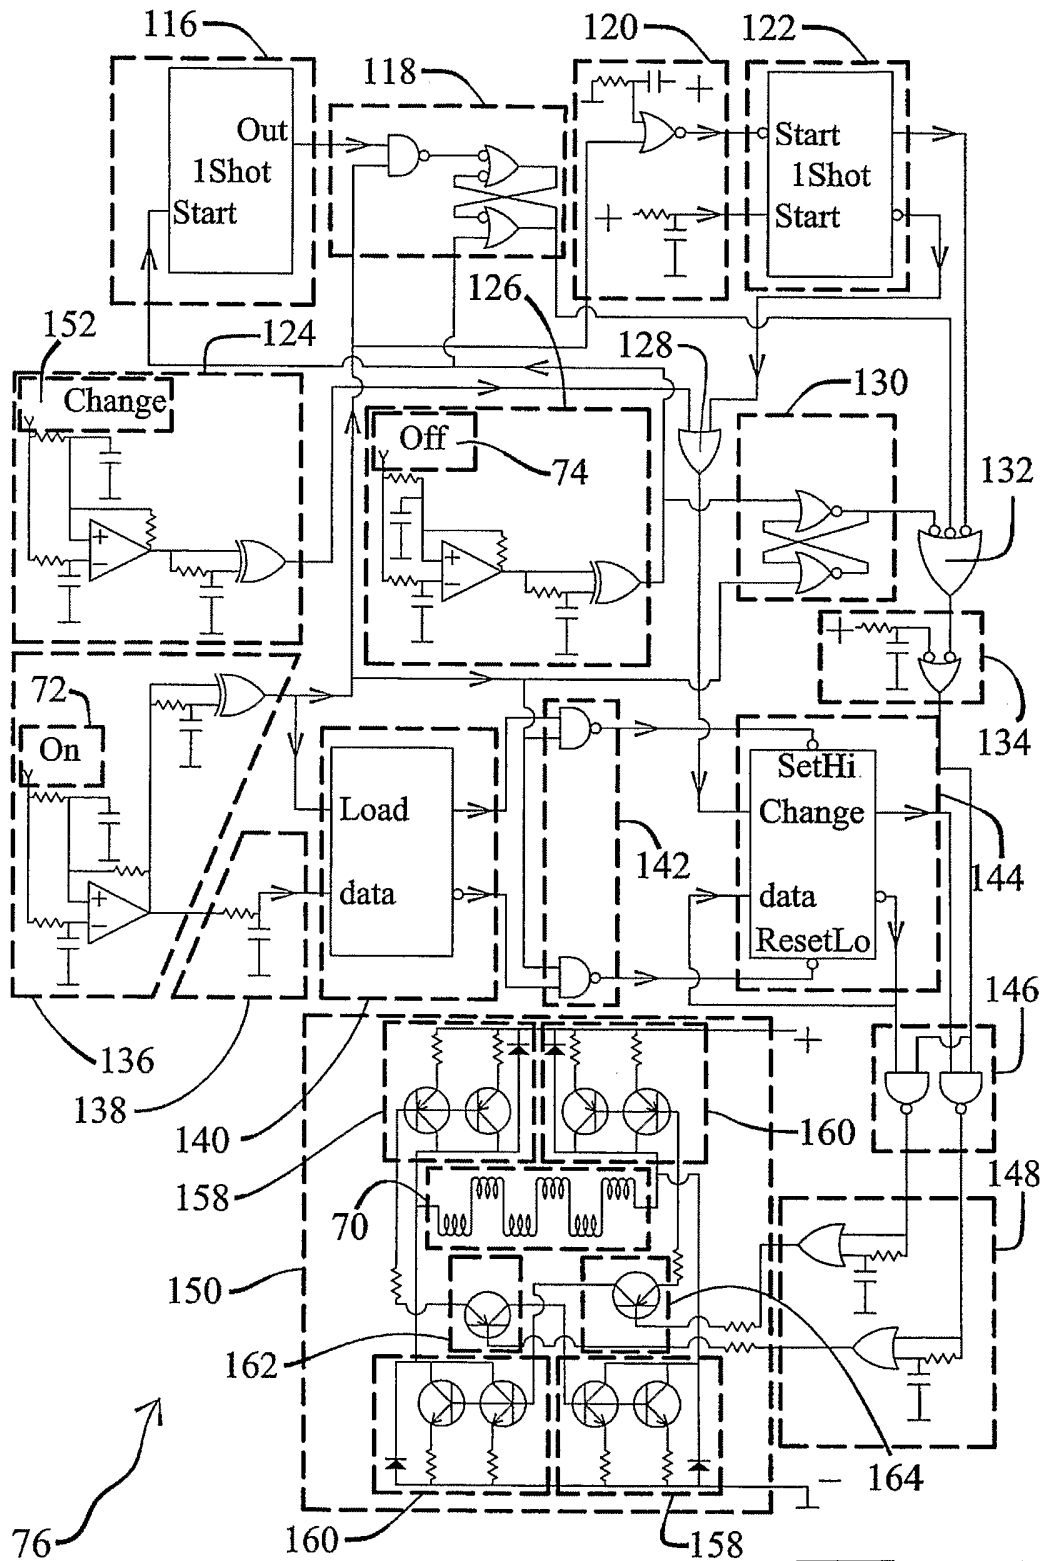 116
118
120
122
Out
1Shot
Start
+
Start
1Shot
Start
+
152
124
126
128
130
Change
Off
74
132
+
-
+
-
+
72
On
134
+
-
Load
data
142
SetHi
Change
data
ResetLo
144
146
136
138
140
158
+
160
148
70
150
162
164
-
76
160
158